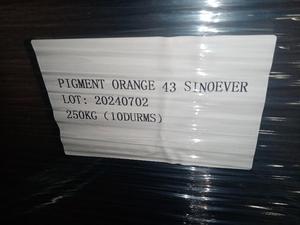 PIGMENT ORANGE 43 SINOEVER
LOT: 20240702
250KG (10DURMS)